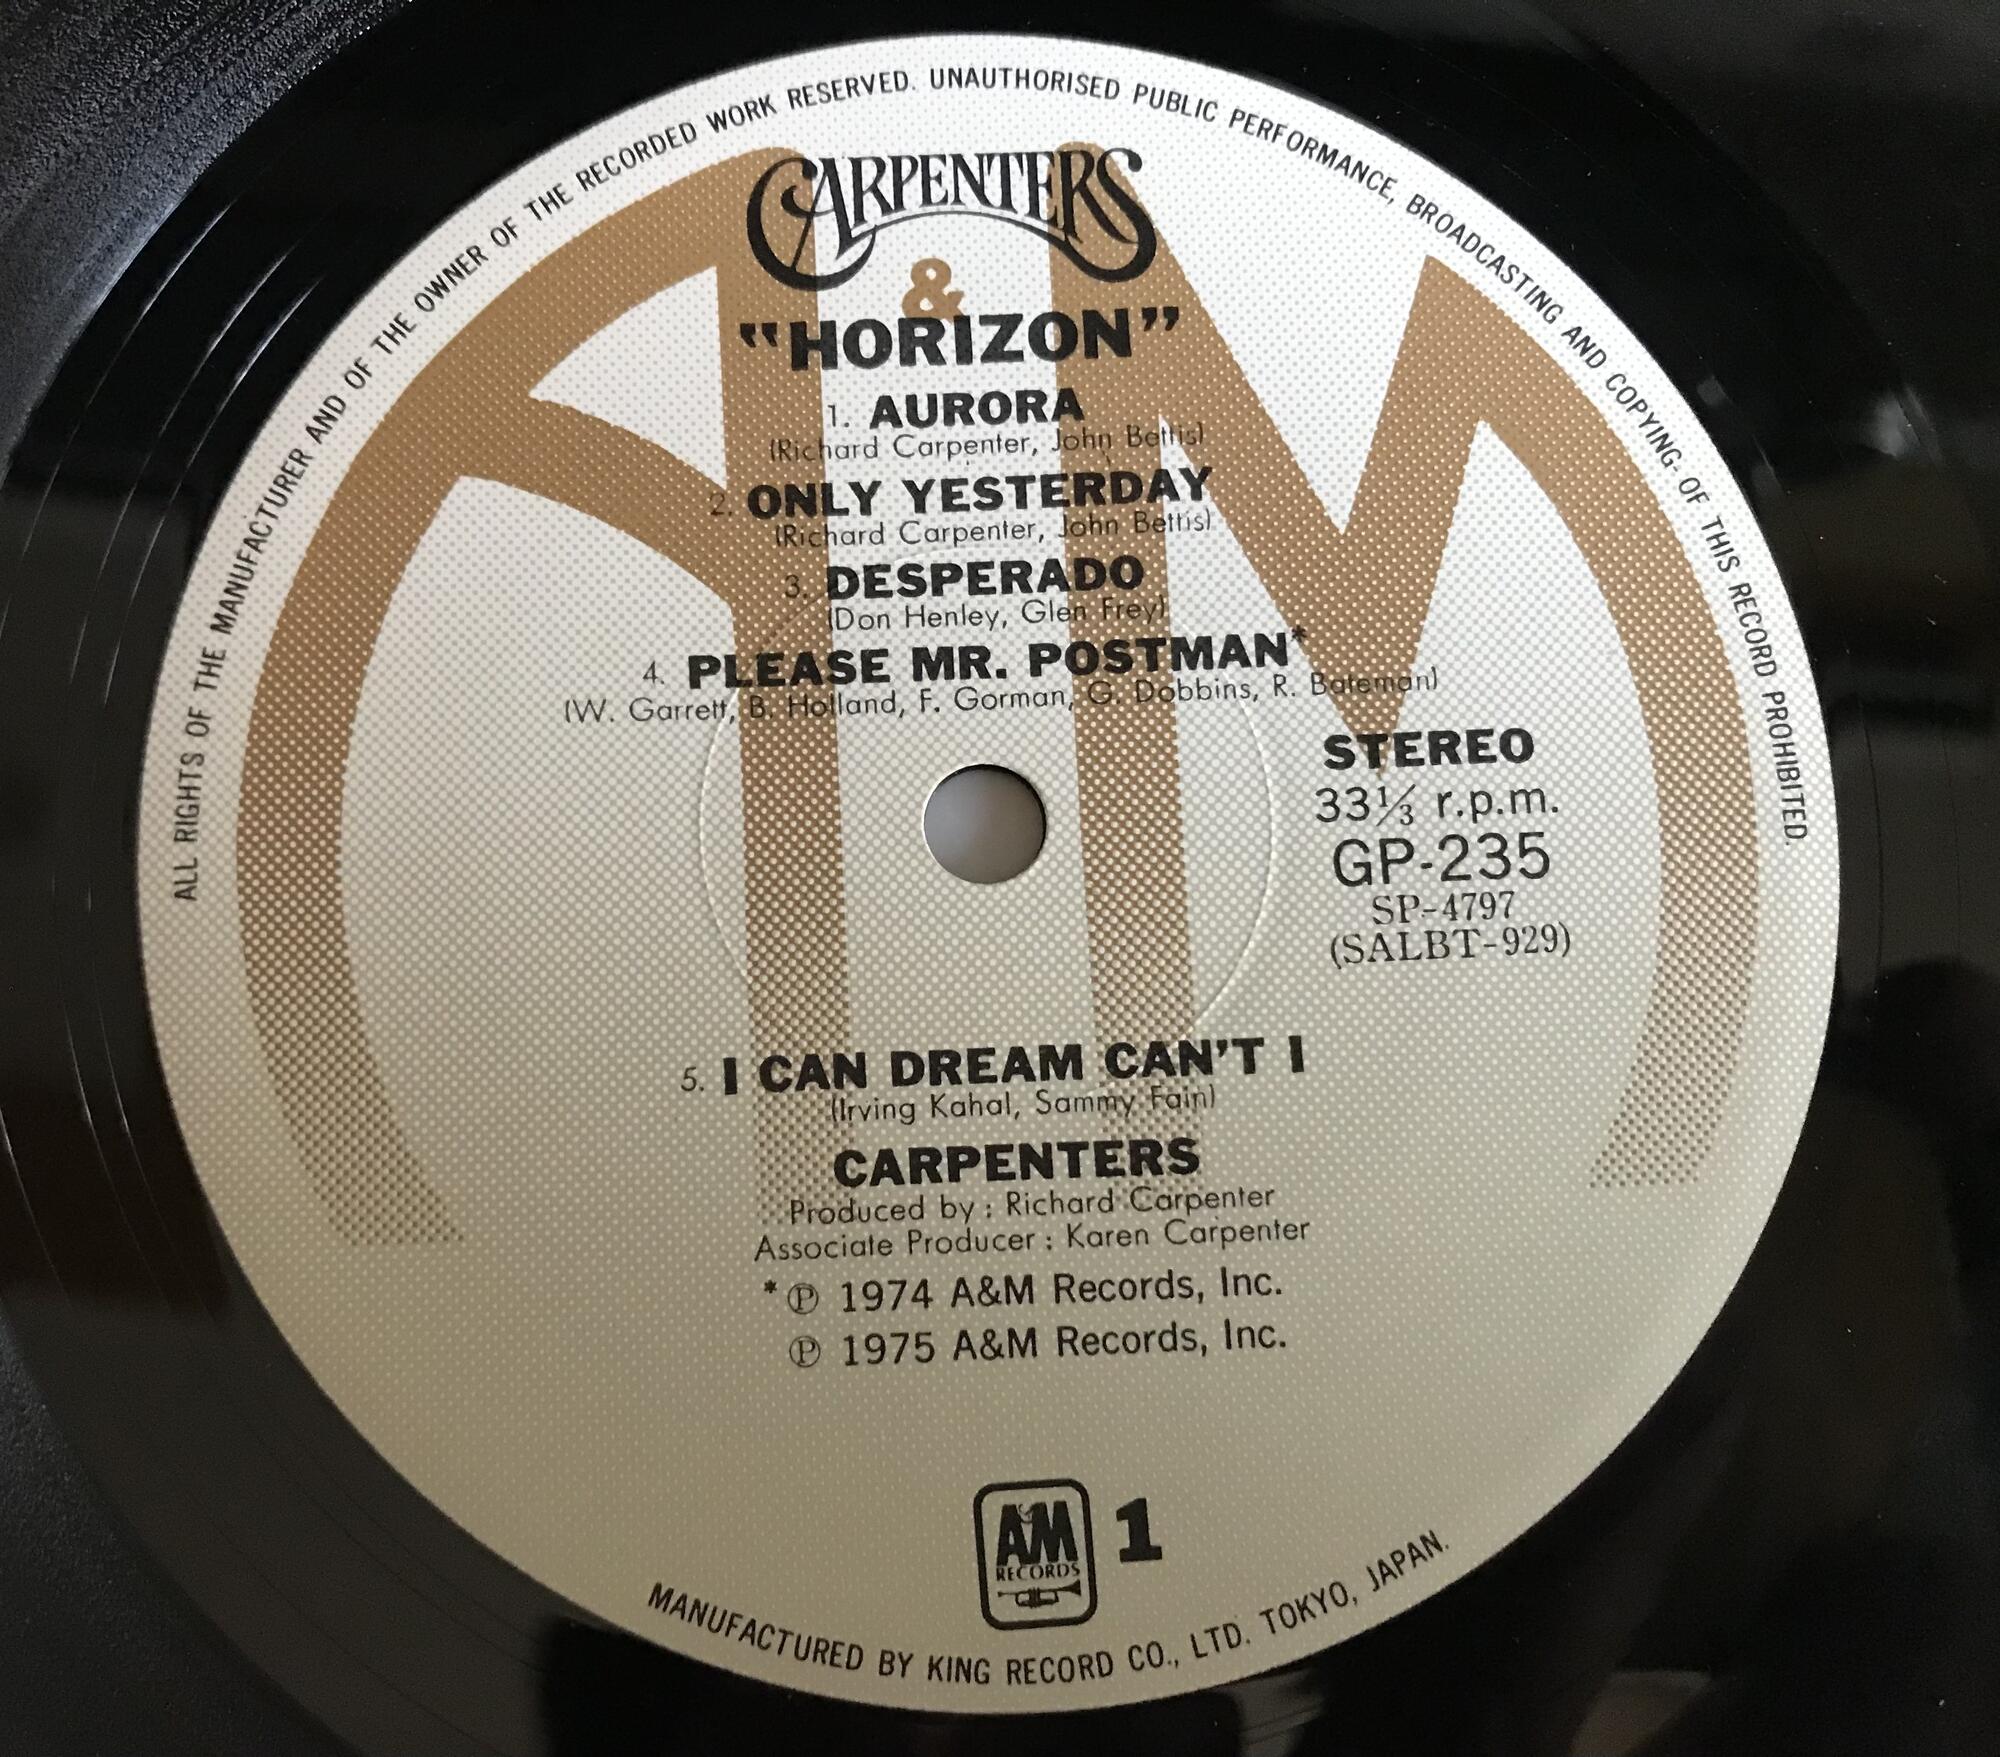 ALL RIGHTS OF THE MANUFACTURER AND OF THE OWNER OF THE RECORDED WORK RESERVED. UNAUTHORISED PUBLIC PERFORMANCE, BROADCASTING AND COPYING- OF THIS RECORD PROHIBITED.
CARPENTERS
&
"HORIZON"
1. AURORA
(Richard Carpenter, John Bettis)
2. ONLY YESTERDAY
(Richard Carpenter, John Bettis)
3. DESPERADO
(Don Henley, Glen Frey)
4. PLEASE MR. POSTMAN*
(W. Garrett, B. Holland, F. Gorman, G. Dobbins, R. Bateman)
STEREO
33⅓ r.p.m.
GP-235
SP-4797
(SALBT-929)
5. I CAN DREAM CAN'T I
(Irving Kahal, Sammy Fain)
CARPENTERS
Produced by : Richard Carpenter
Associate Producer : Karen Carpenter
*℗ 1974 A&M Records, Inc.
℗ 1975 A&M Records, Inc.
A&M
RECORDS
1
MANUFACTURED BY KING RECORD CO., LTD. TOKYO, JAPAN.